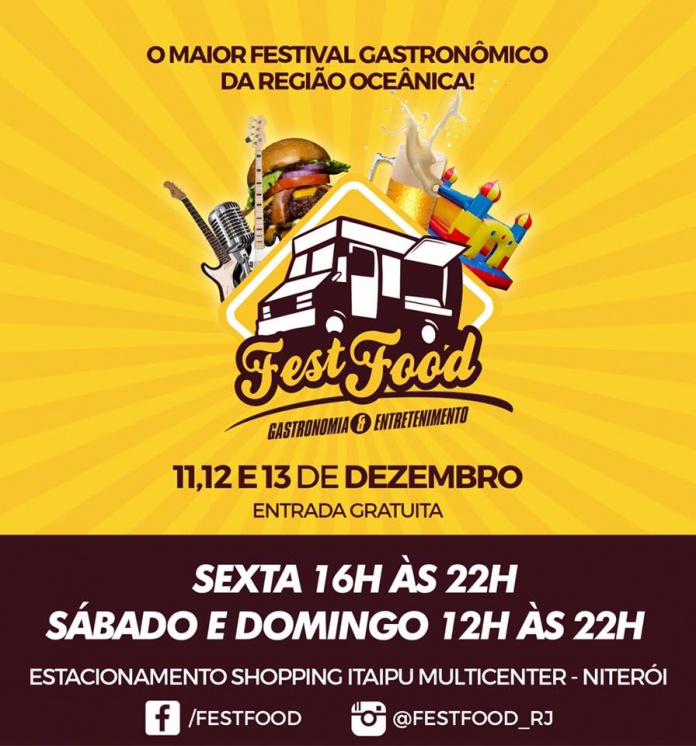 O MAIOR FESTIVAL GASTRONÔMICO
DA REGIÃO OCEÂNICA!
Fest Food
GASTRONOMIA & ENTRETENIMENTO
11,12 E 13 DE DEZEMBRO
ENTRADA GRATUITA
SEXTA 16H ÀS 22H
SÁBADO E DOMINGO 12H ÀS 22H
ESTACIONAMENTO SHOPPING ITAIPU MULTICENTER - NITERÓI
/FESTFOOD @FESTFOOD_RJ